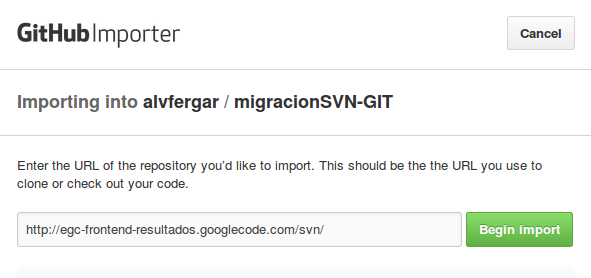 GitHub Importer
Cancel
Importing into alvfergar / migracionSVN-GIT
Enter the URL of the repository you'd like to import. This should be the the URL you use to
clone or check out your code.
http://egc-frontend-resultados.googlecode.com/svn/
Begin import